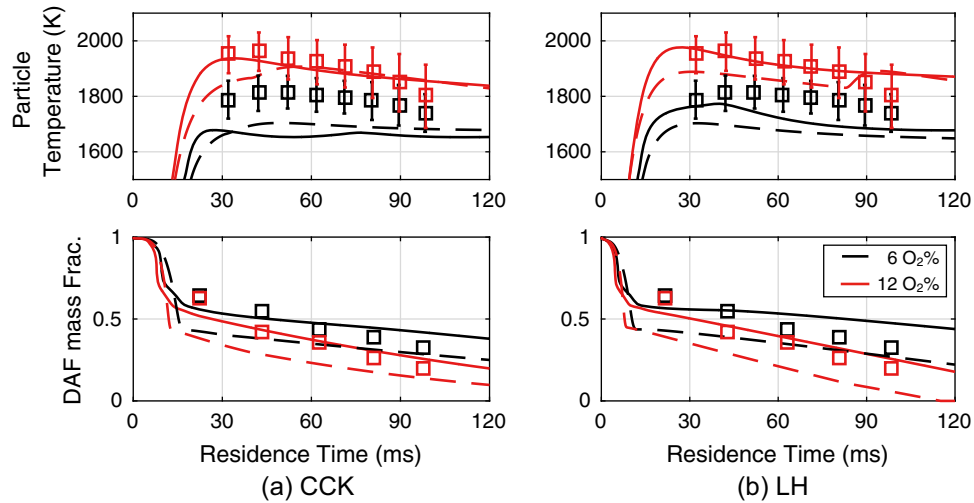 Particle
Temperature (K)
2000
1800
1600
0 30 60 90 120
2000
1800
1600
0 30 60 90 120
DAF mass Frac.
1
0.5
0
0 30 60 90 120
Residence Time (ms)
(a) CCK
1
0.5
0
6 O₂%
12 O₂%
0 30 60 90 120
Residence Time (ms)
(b) LH